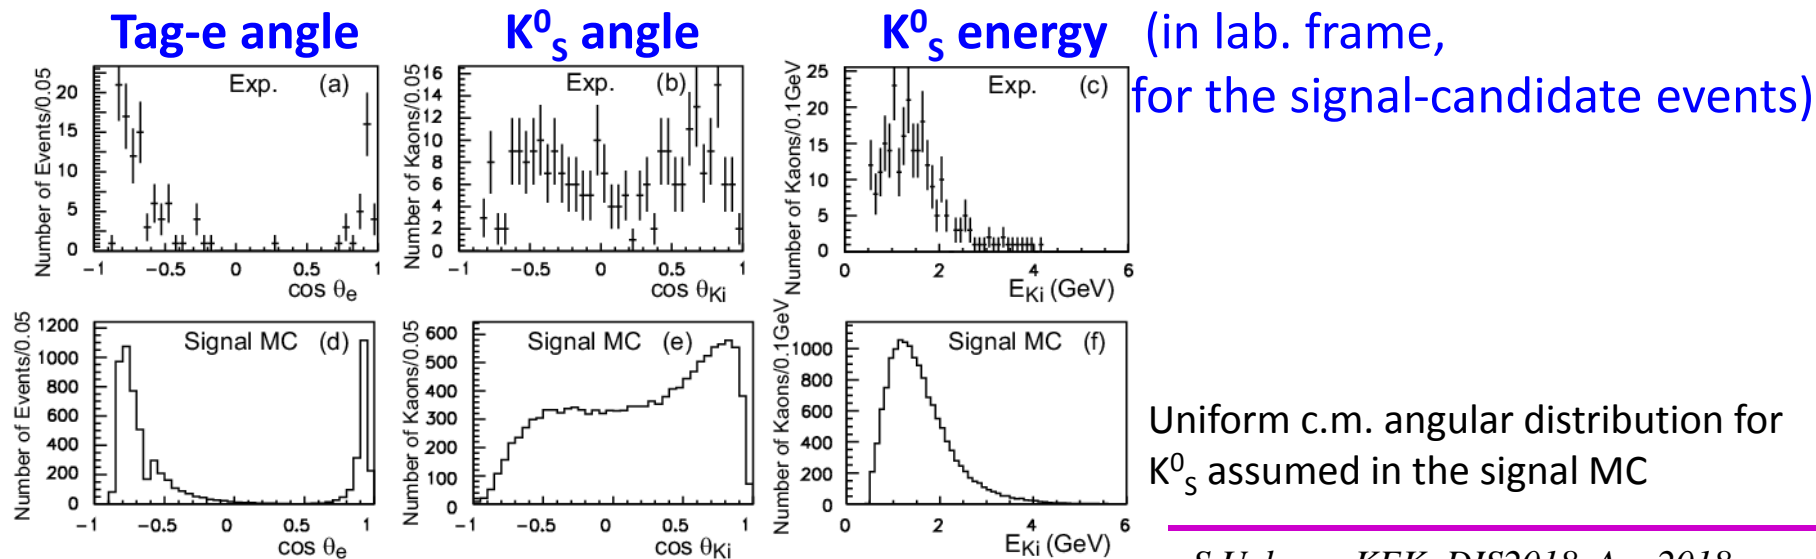 Tag-e angle
K⁰S angle
K⁰S energy (in lab. frame,
for the signal-candidate events)
Number of Events/0.05
20
15
10
5
0
Exp. (a)
−1 −0.5 0 0.5 1
cos θe
Number of Kaons/0.05
16
14
12
10
8
6
4
2
0
Exp. (b)
−1 −0.5 0 0.5 1
cos θKi
Number of Kaons/0.1GeV
25
20
15
10
5
0
Exp. (c)
0 2 4 6
EKi (GeV)
Number of Events/0.05
1200
1000
800
600
400
200
0
Signal MC (d)
−1 −0.5 0 0.5 1
cos θe
Number of Kaons/0.05
600
500
400
300
200
100
0
Signal MC (e)
−1 −0.5 0 0.5 1
cos θKi
Number of Kaons/0.1GeV
1000
800
600
400
200
0
Signal MC (f)
0 2 4 6
EKi (GeV)
Uniform c.m. angular distribution for
K⁰S assumed in the signal MC